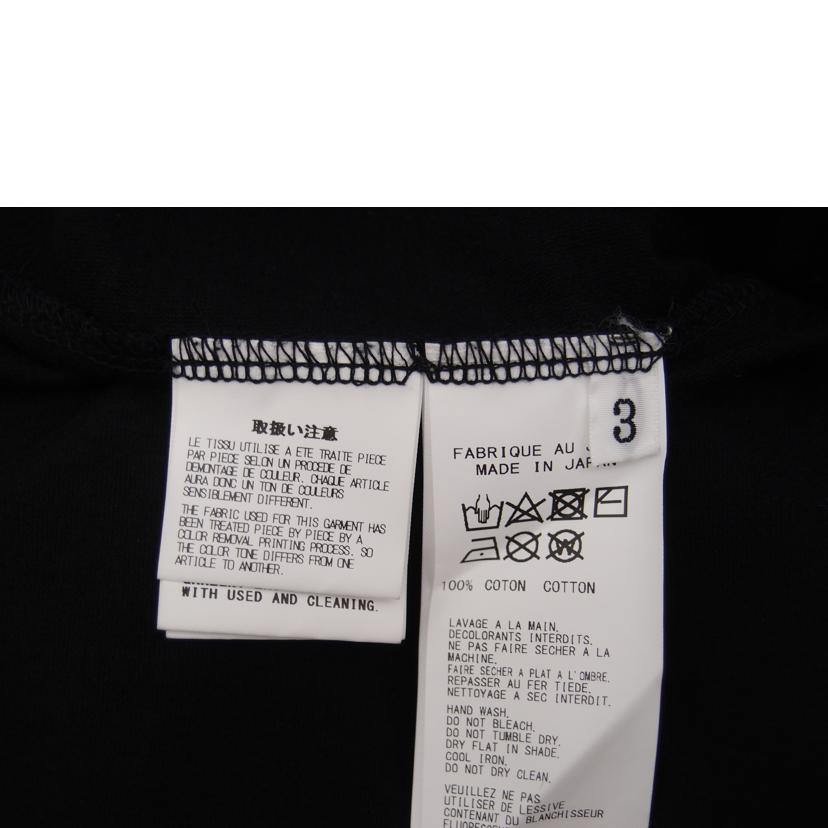 取扱い注意
LE TISSU UTILISE A ETE TRAITE PIECE
PAR PIECE SELON UN PROCEDE DE
DEMONTAGE DE COULEUR. CHAQUE ARTICLE
AURA DONC UN TON DE COULEURS
SENSIBLEMENT DIFFERENT.
THE FABRIC USED FOR THIS GARMENT HAS
BEEN TREATED PIECE BY PIECE BY A
COLOR REMOVAL PRINTING PROCESS. SO
THE COLOR TONE DIFFERS FROM ONE
ARTICLE TO ANOTHER.
WITH USED AND CLEANING.
3
FABRIQUE AU
MADE IN JAPAN
W
100% COTON COTTON
LAVAGE A LA MAIN.
DECOLORANTS INTERDITS.
NE PAS FAIRE SECHER A LA
MACHINE.
FAIRE SECHER A PLAT A L'OMBRE.
REPASSER AU FER TIEDE.
NETTOYAGE A SEC INTERDIT.
HAND WASH.
DO NOT BLEACH.
DO NOT TUMBLE DRY.
DRY FLAT IN SHADE.
COOL IRON.
DO NOT DRY CLEAN.
VEUILLEZ NE PAS
UTILISER DE LESSIVE
CONTENANT DU BLANCHISSEUR